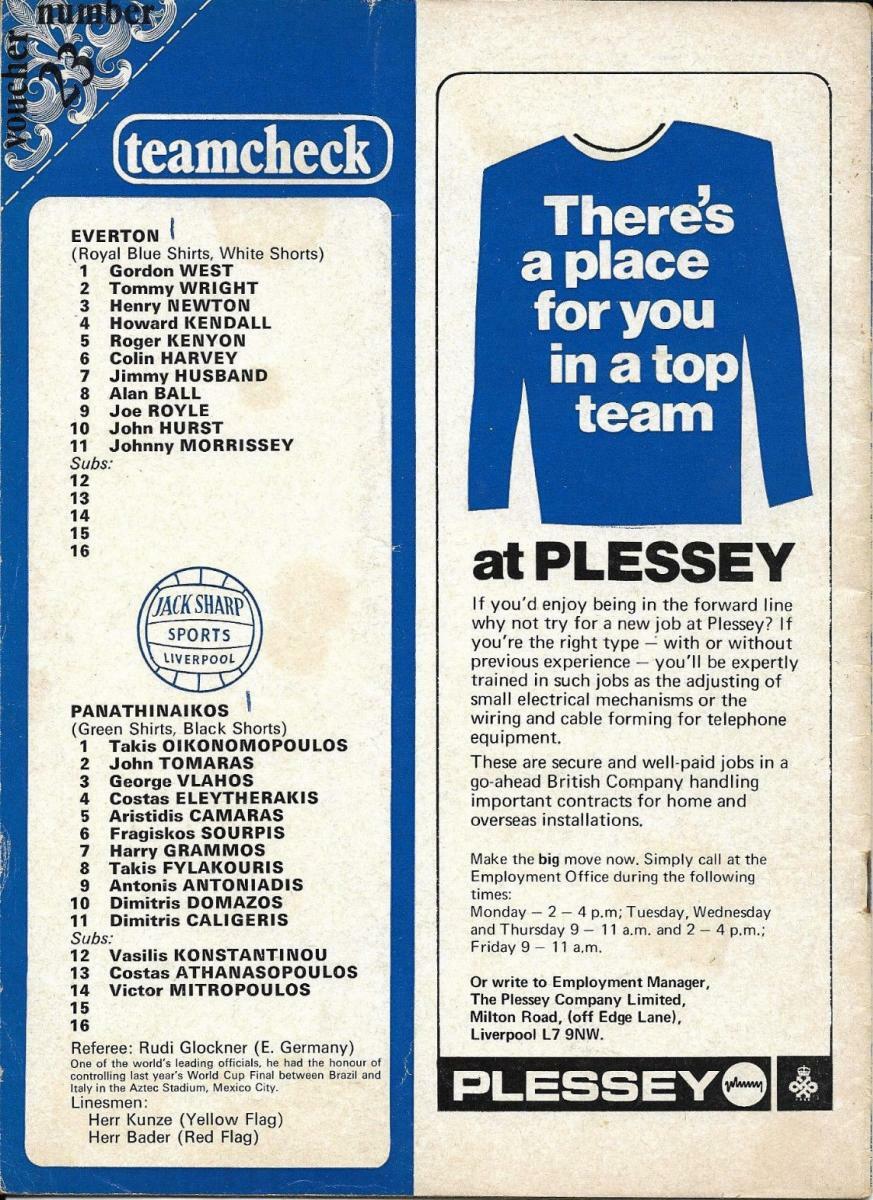 voucher number
23
teamcheck
EVERTON
(Royal Blue Shirts, White Shorts)
1 Gordon WEST
2 Tommy WRIGHT
3 Henry NEWTON
4 Howard KENDALL
5 Roger KENYON
6 Colin HARVEY
7 Jimmy HUSBAND
8 Alan BALL
9 Joe ROYLE
10 John HURST
11 Johnny MORRISSEY
Subs:
12
13
14
15
16
JACK SHARP
SPORTS
LIVERPOOL
PANATHINAIKOS
(Green Shirts, Black Shorts)
1 Takis OIKONOMOPOULOS
2 John TOMARAS
3 George VLAHOS
4 Costas ELEYTHERAKIS
5 Aristidis CAMARAS
6 Fragiskos SOURPIS
7 Harry GRAMMOS
8 Takis FYLAKOURIS
9 Antonis ANTONIADIS
10 Dimitris DOMAZOS
11 Dimitris CALIGERIS
Subs:
12 Vasilis KONSTANTINOU
13 Costas ATHANASOPOULOS
14 Victor MITROPOULOS
15
16
Referee: Rudi Glockner (E. Germany)
One of the world's leading officials, he had the honour of
controlling last year's World Cup Final between Brazil and
Italy in the Aztec Stadium, Mexico City.
Linesmen:
Herr Kunze (Yellow Flag)
Herr Bader (Red Flag)
There's
a place
for you
in a top
team
at PLESSEY
If you'd enjoy being in the forward line
why not try for a new job at Plessey? If
you're the right type — with or without
previous experience — you'll be expertly
trained in such jobs as the adjusting of
small electrical mechanisms or the
wiring and cable forming for telephone
equipment.
These are secure and well-paid jobs in a
go-ahead British Company handling
important contracts for home and
overseas installations.
Make the big move now. Simply call at the
Employment Office during the following
times:
Monday — 2 — 4 p.m; Tuesday, Wednesday
and Thursday 9 — 11 a.m. and 2 — 4 p.m.;
Friday 9 — 11 a.m.
Or write to Employment Manager,
The Plessey Company Limited,
Milton Road, (off Edge Lane),
Liverpool L7 9NW.
PLESSEY